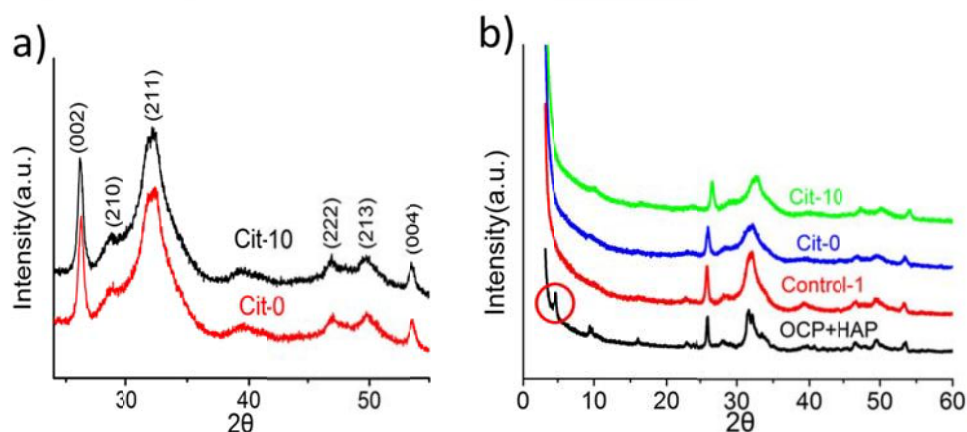 a)
Intensity(a.u.)
(002)
(210)
(211)
(222)
(213)
(004)
Cit-10
Cit-0
30
40
50
2θ
b)
Intensity(a.u.)
Cit-10
Cit-0
Control-1
OCP+HAP
0
10
20
30
40
50
60
2θ